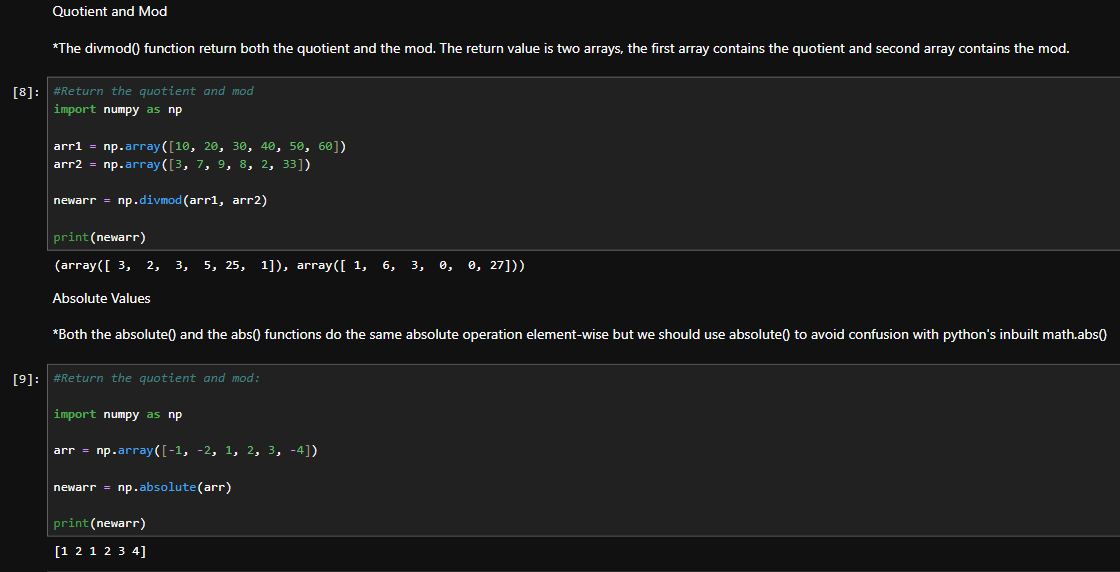 Quotient and Mod
*The divmod() function return both the quotient and the mod. The return value is two arrays, the first array contains the quotient and second array contains the mod.
[8]: #Return the quotient and mod
import numpy as np
arr1 = np.array([10, 20, 30, 40, 50, 60])
arr2 = np.array([3, 7, 9, 8, 2, 33])
newarr = np.divmod(arr1, arr2)
print(newarr)
(array([ 3,  2,  3,  5, 25,  1]), array([ 1,  6,  3,  0,  0, 27]))
Absolute Values
*Both the absolute() and the abs() functions do the same absolute operation element-wise but we should use absolute() to avoid confusion with python's inbuilt math.abs()
[9]: #Return the quotient and mod:
import numpy as np
arr = np.array([-1, -2, 1, 2, 3, -4])
newarr = np.absolute(arr)
print(newarr)
[1 2 1 2 3 4]